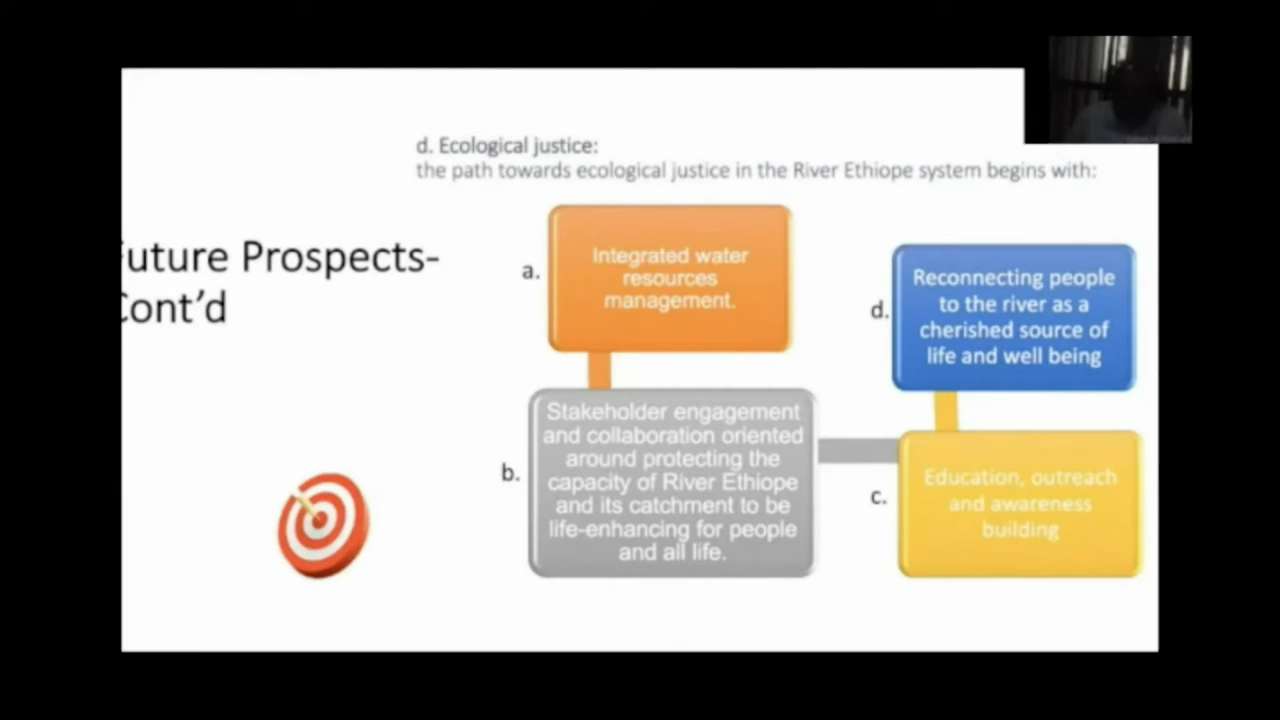 d. Ecological justice:
the path towards ecological justice in the River Ethiope system begins with:
Future Prospects-
Cont’d
a.
Integrated water
resources
management.
b.
Stakeholder engagement
and collaboration oriented
around protecting the
capacity of River Ethiope
and its catchment to be
life-enhancing for people
and all life.
c.
Education, outreach
and awareness
building
d.
Reconnecting people
to the river as a
cherished source of
life and well being